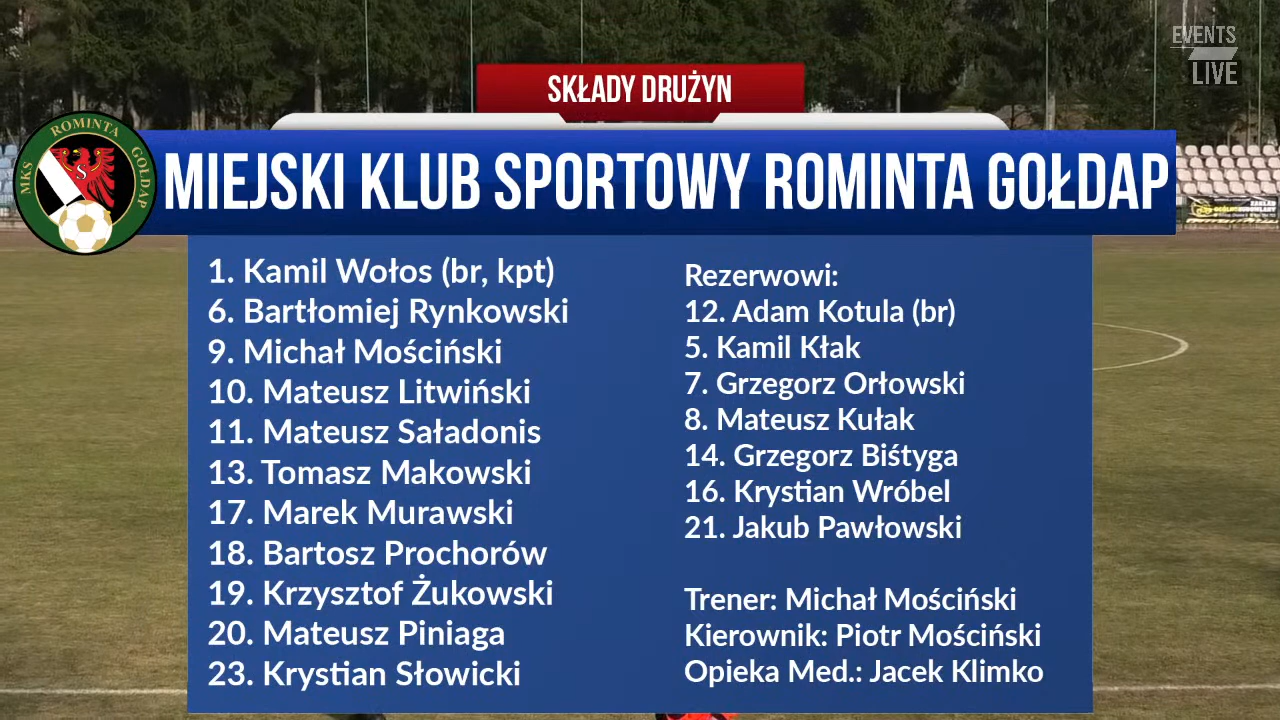 EVENTS
LIVE
SKŁADY DRUŻYN
MKS ROMINTA GOŁDAP
MIEJSKI KLUB SPORTOWY ROMINTA GOŁDAP
1. Kamil Wołos (br, kpt)
6. Bartłomiej Rynkowski
9. Michał Mościński
10. Mateusz Litwiński
11. Mateusz Saładonis
13. Tomasz Makowski
17. Marek Murawski
18. Bartosz Prochorów
19. Krzysztof Żukowski
20. Mateusz Piniaga
23. Krystian Słowicki
Rezerwowi:
12. Adam Kotula (br)
5. Kamil Kłak
7. Grzegorz Orłowski
8. Mateusz Kułak
14. Grzegorz Biśtyga
16. Krystian Wróbel
21. Jakub Pawłowski
Trener: Michał Mościński
Kierownik: Piotr Mościński
Opieka Med.: Jacek Klimko